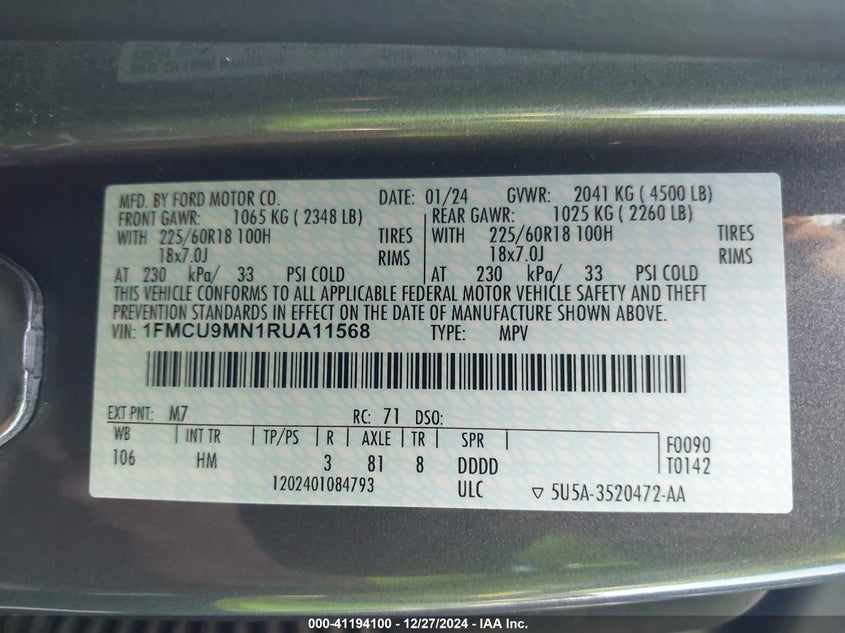 MFD. BY FORD MOTOR CO. DATE: 01/24 GVWR: 2041 KG ( 4500 LB)
FRONT GAWR: 1065 KG ( 2348 LB) REAR GAWR: 1025 KG ( 2260 LB)
WITH 225/60R18 100H TIRES WITH 225/60R18 100H TIRES
18x7.0J RIMS 18x7.0J RIMS
AT 230 kPa/ 33 PSI COLD AT 230 kPa/ 33 PSI COLD
THIS VEHICLE CONFORMS TO ALL APPLICABLE FEDERAL MOTOR VEHICLE SAFETY AND THEFT
PREVENTION STANDARDS IN EFFECT ON THE DATE OF MANUFACTURE SHOWN ABOVE.
VIN: 1FMCU9MN1RUA11568 TYPE: MPV
EXT PNT: M7 RC: 71 DSO:
WB INT TR TP/PS R AXLE TR SPR F0090
106 HM 3 81 8 DDDD T0142
1202401084793 ULC ▽ 5U5A-3520472-AA
000-41194100 - 12/27/2024 - IAA Inc.